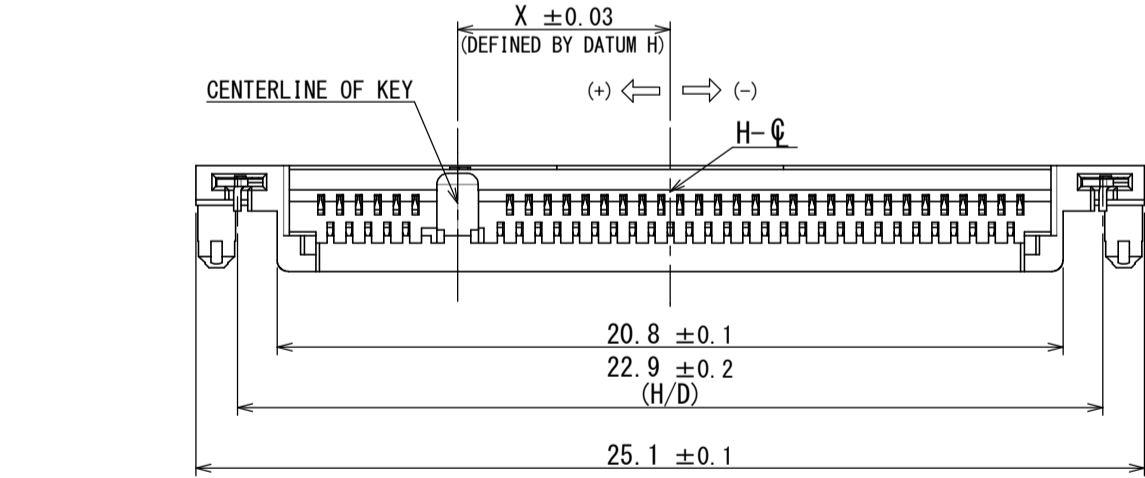 X ±0.03
(DEFINED BY DATUM H)
CENTERLINE OF KEY
(+) (-)
H-℄
20.8 ±0.1
22.9 ±0.2
(H/D)
25.1 ±0.1